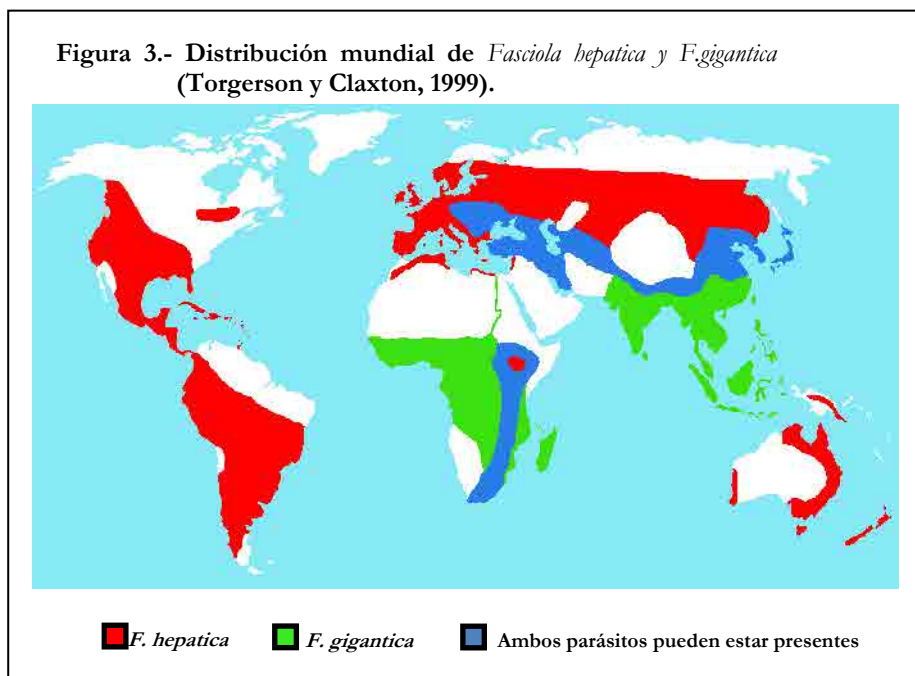 Figura 3.- Distribución mundial de Fasciola hepatica y F.gigantica
(Torgerson y Claxton, 1999).
F. hepatica F. gigantica Ambos parásitos pueden estar presentes